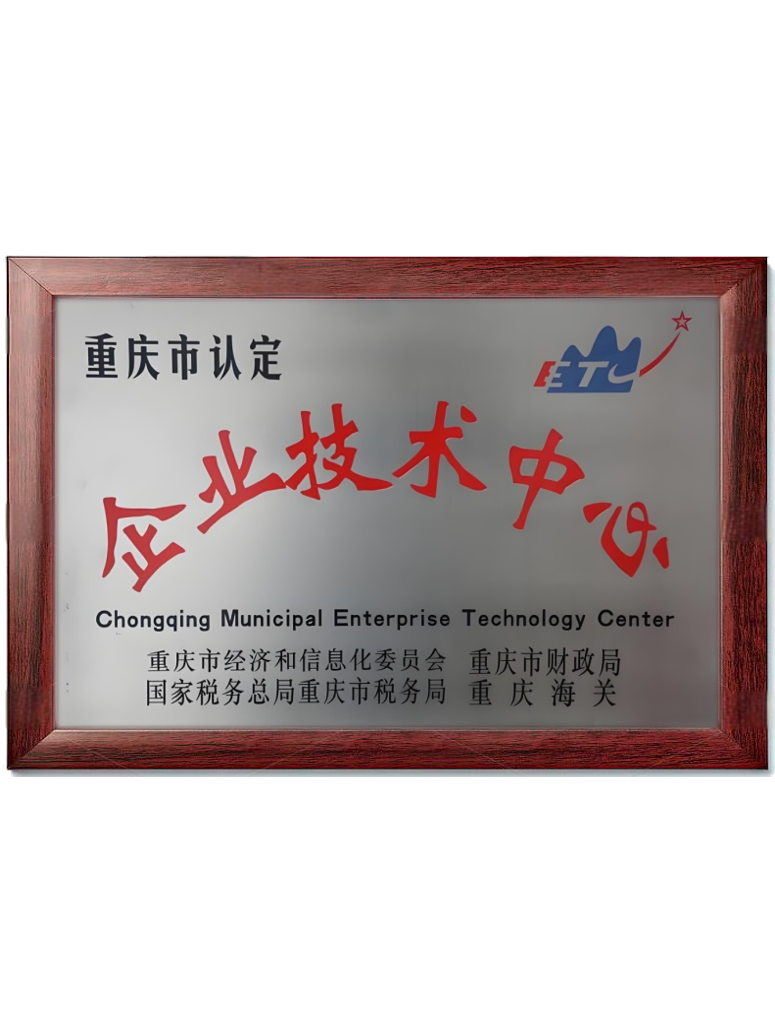 重庆市认定
ETC
企业技术中心
Chongqing Municipal Enterprise Technology Center
重庆市经济和信息化委员会 重庆市财政局
国家税务总局重庆市税务局 重庆海关